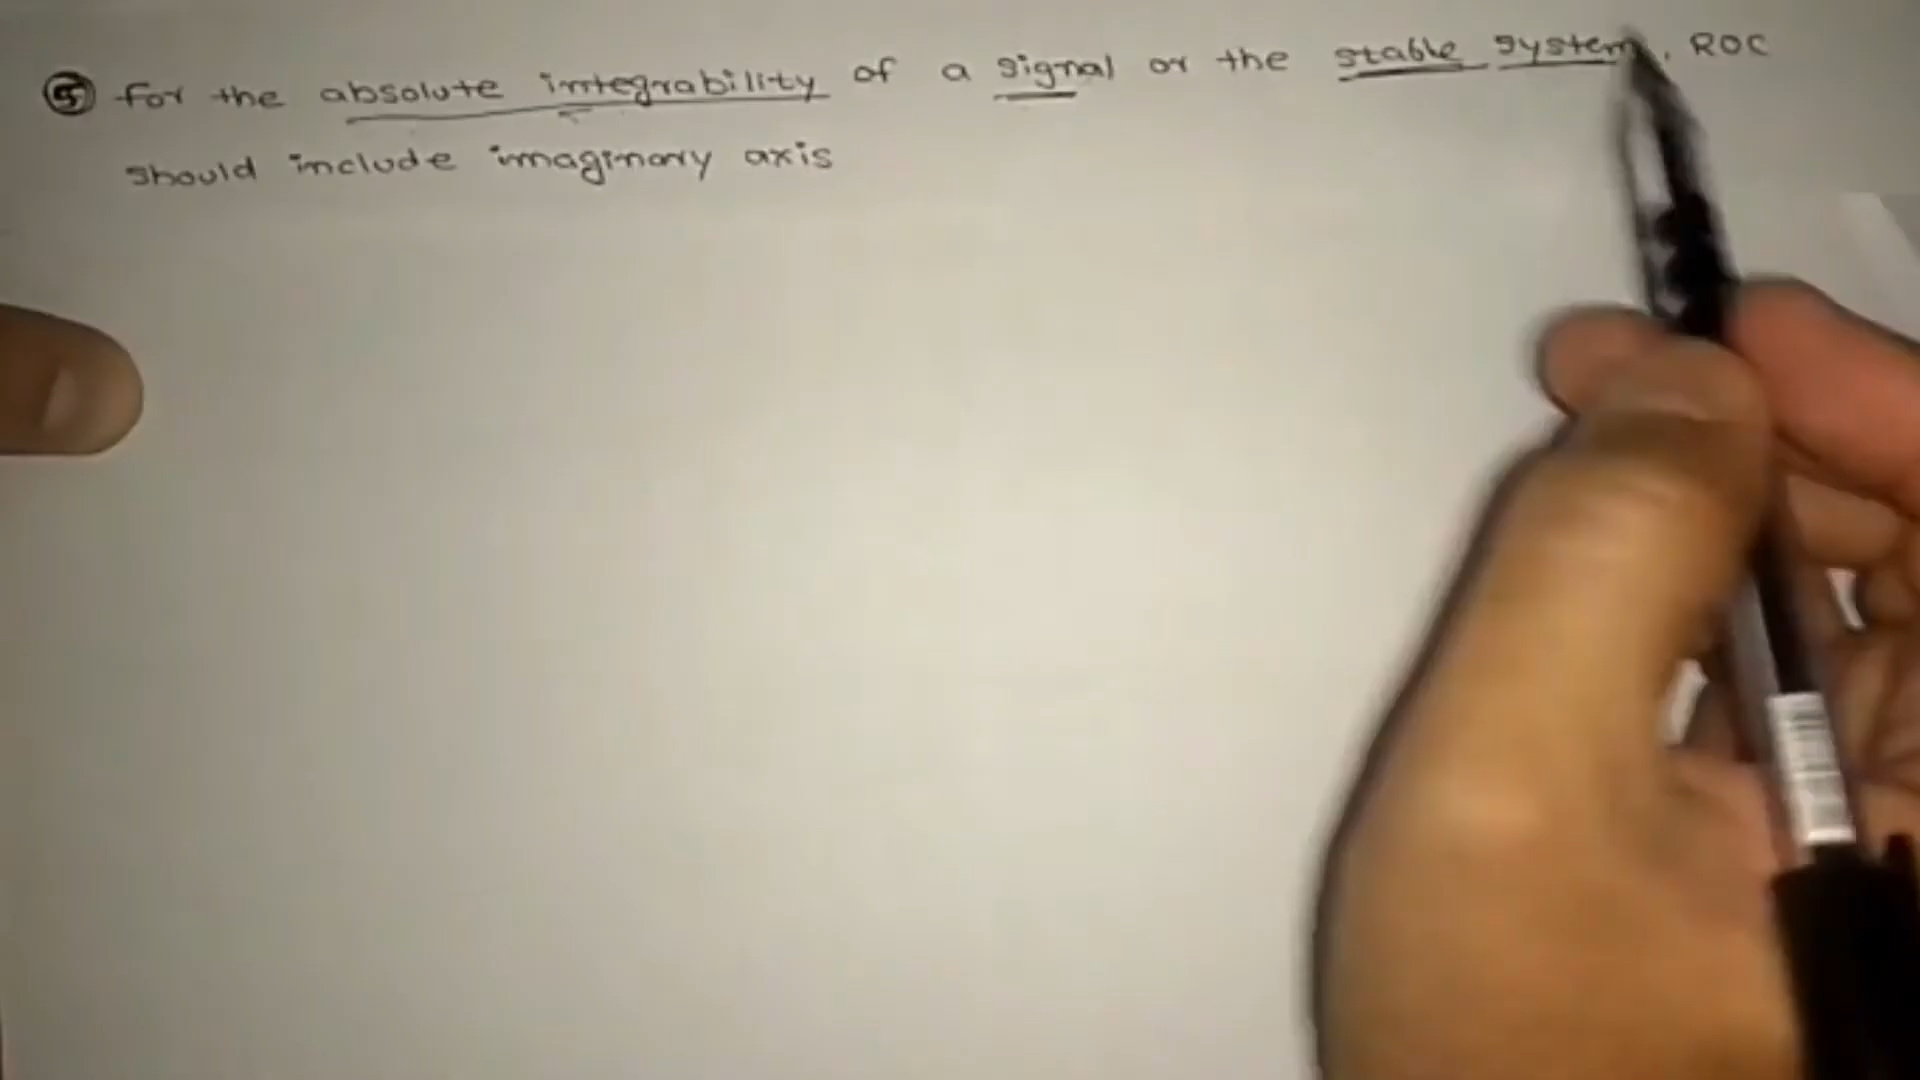 ⑤ for the absolute integrability of a signal or the stable system, ROC
should include imaginary axis